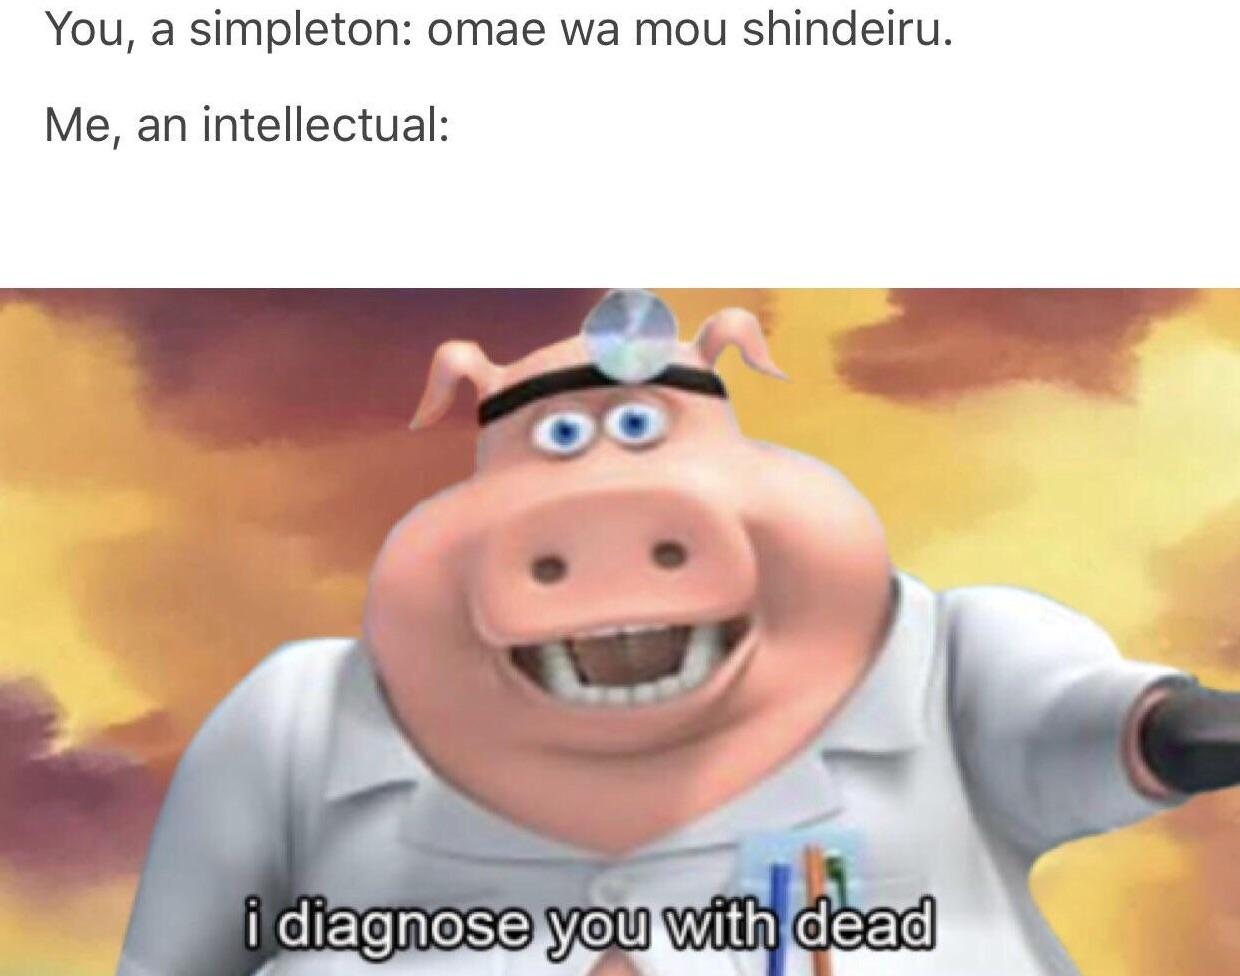 You, a simpleton: omae wa mou shindeiru.
Me, an intellectual:
i diagnose you with dead